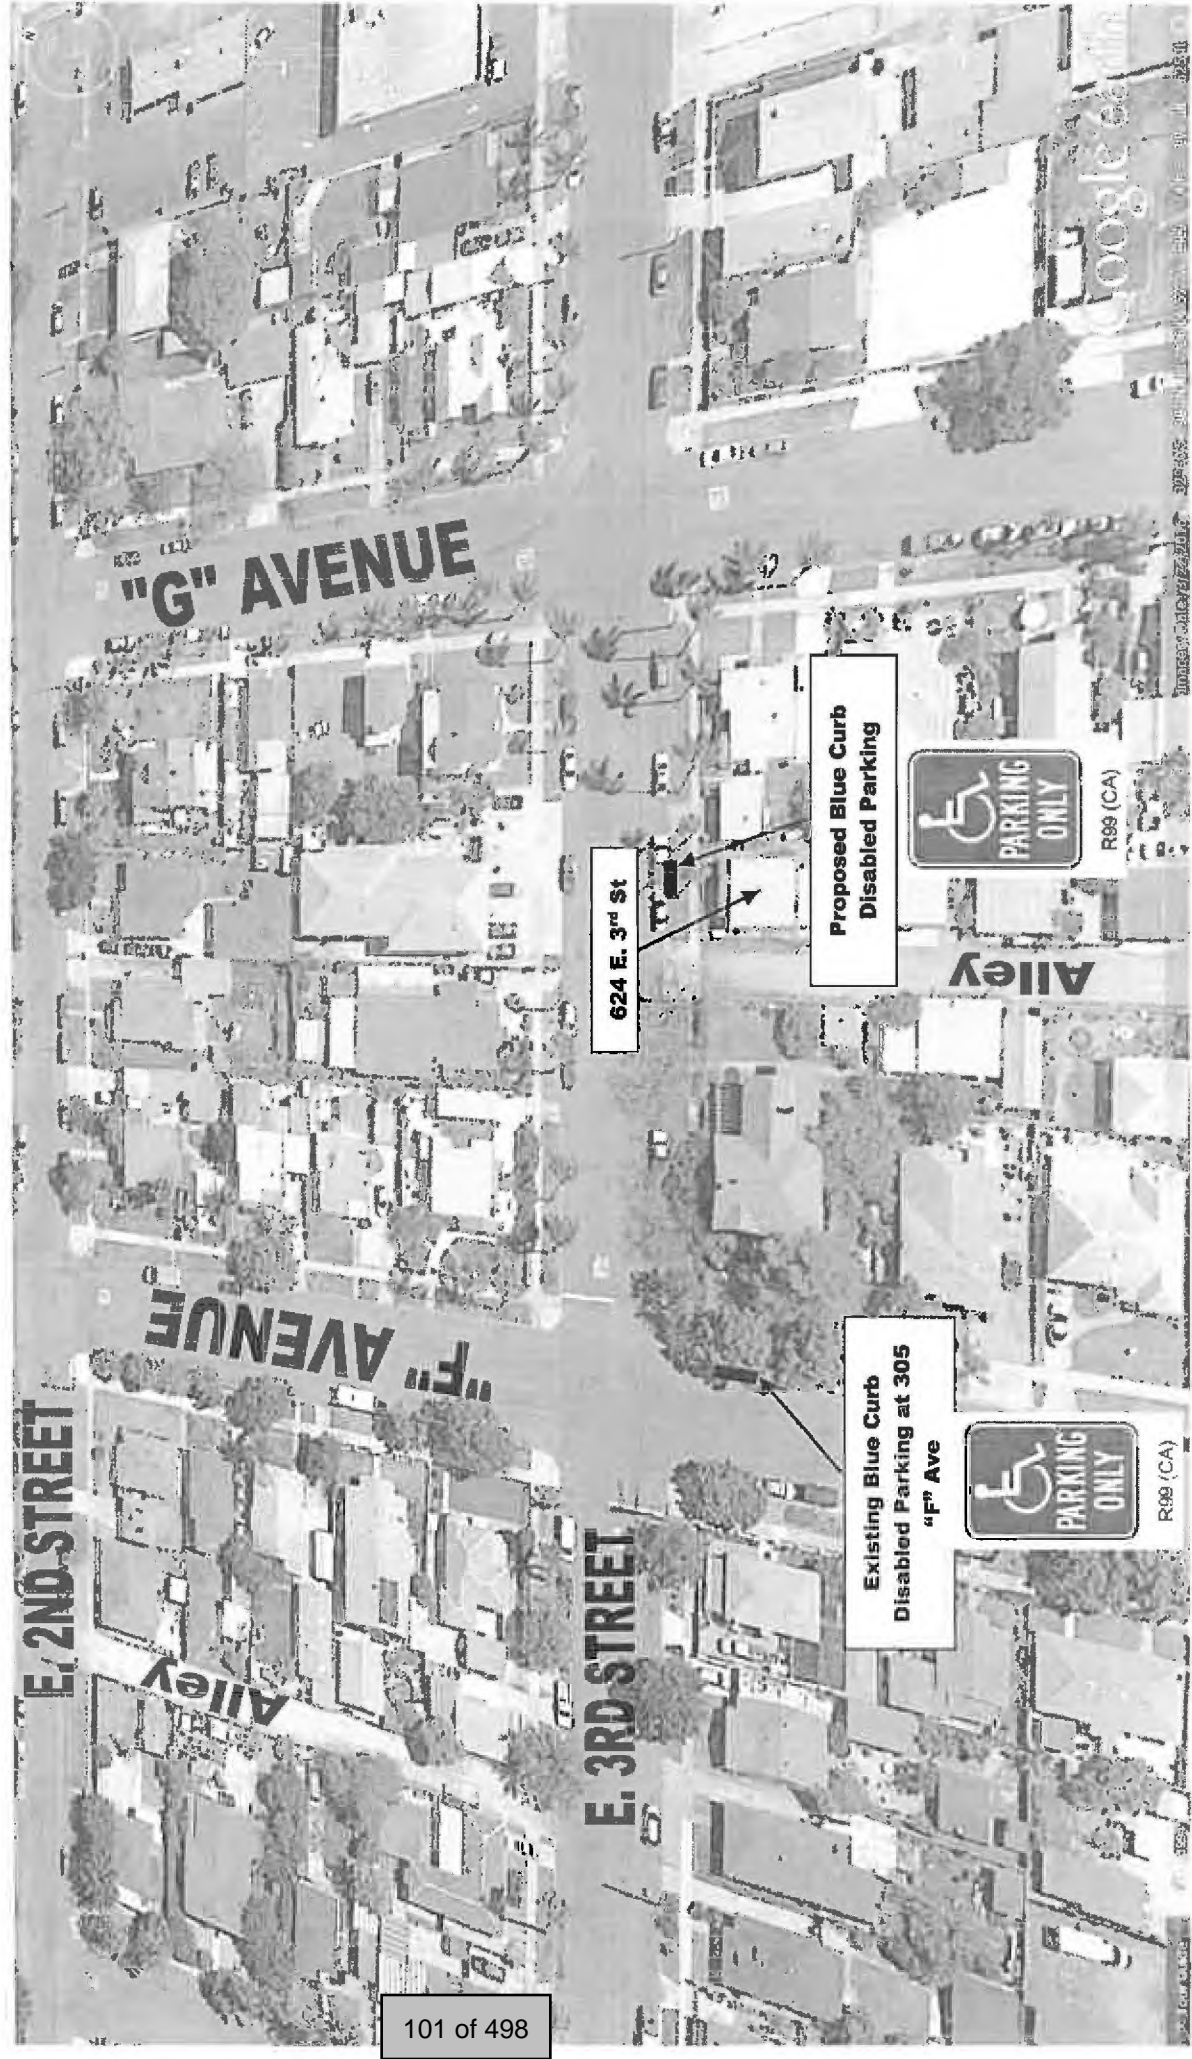 E. 2ND STREET
Alley
"F" AVENUE
"G" AVENUE
E. 3RD STREET
624 E. 3rd St
Proposed Blue Curb
Disabled Parking
PARKING
ONLY
R99 (CA)
Alley
Existing Blue Curb
Disabled Parking at 305
"F" Ave
PARKING
ONLY
R99 (CA)
101 of 498